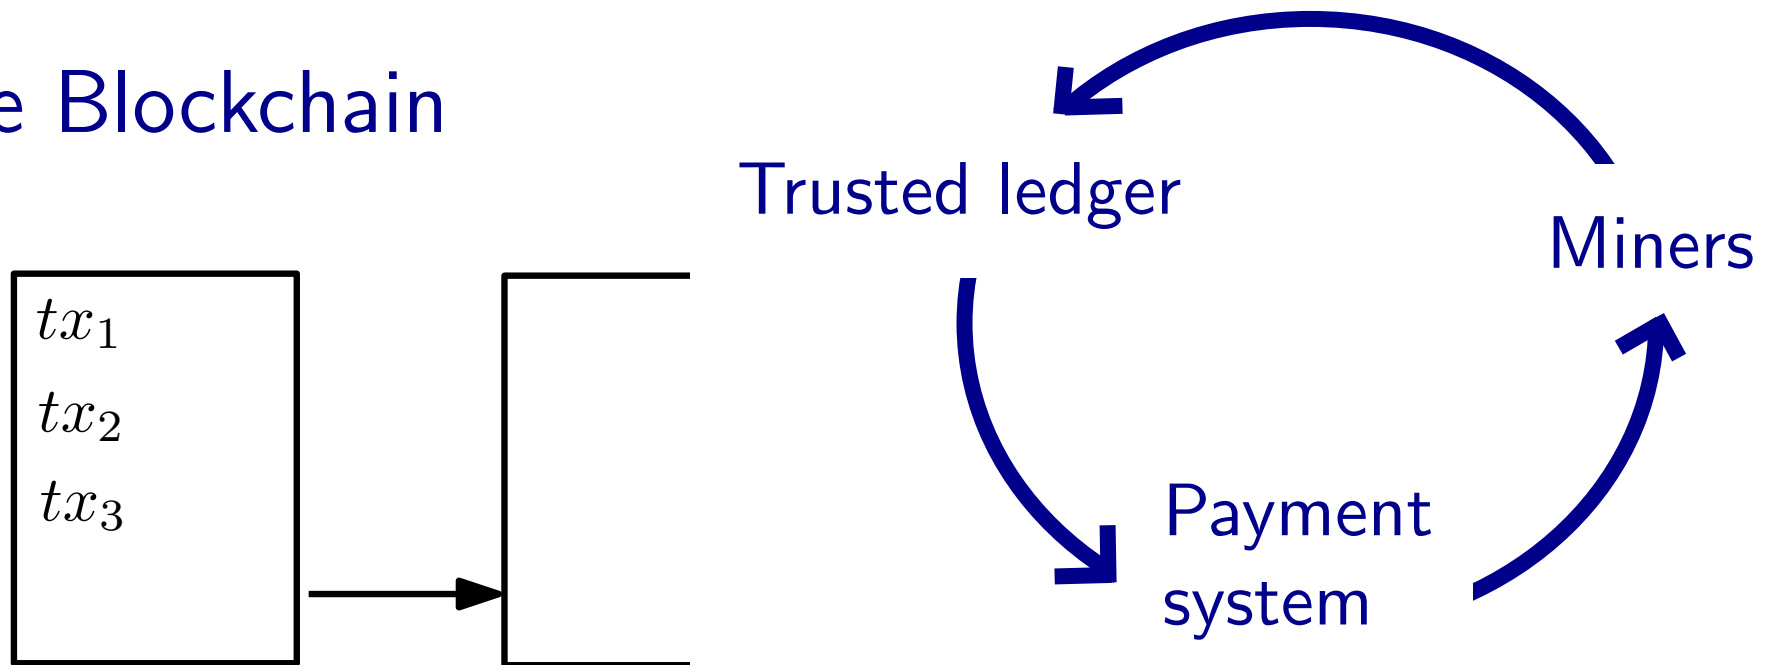 e Blockchain
tx₁
tx₂
tx₃
Trusted ledger
Miners
Payment
system